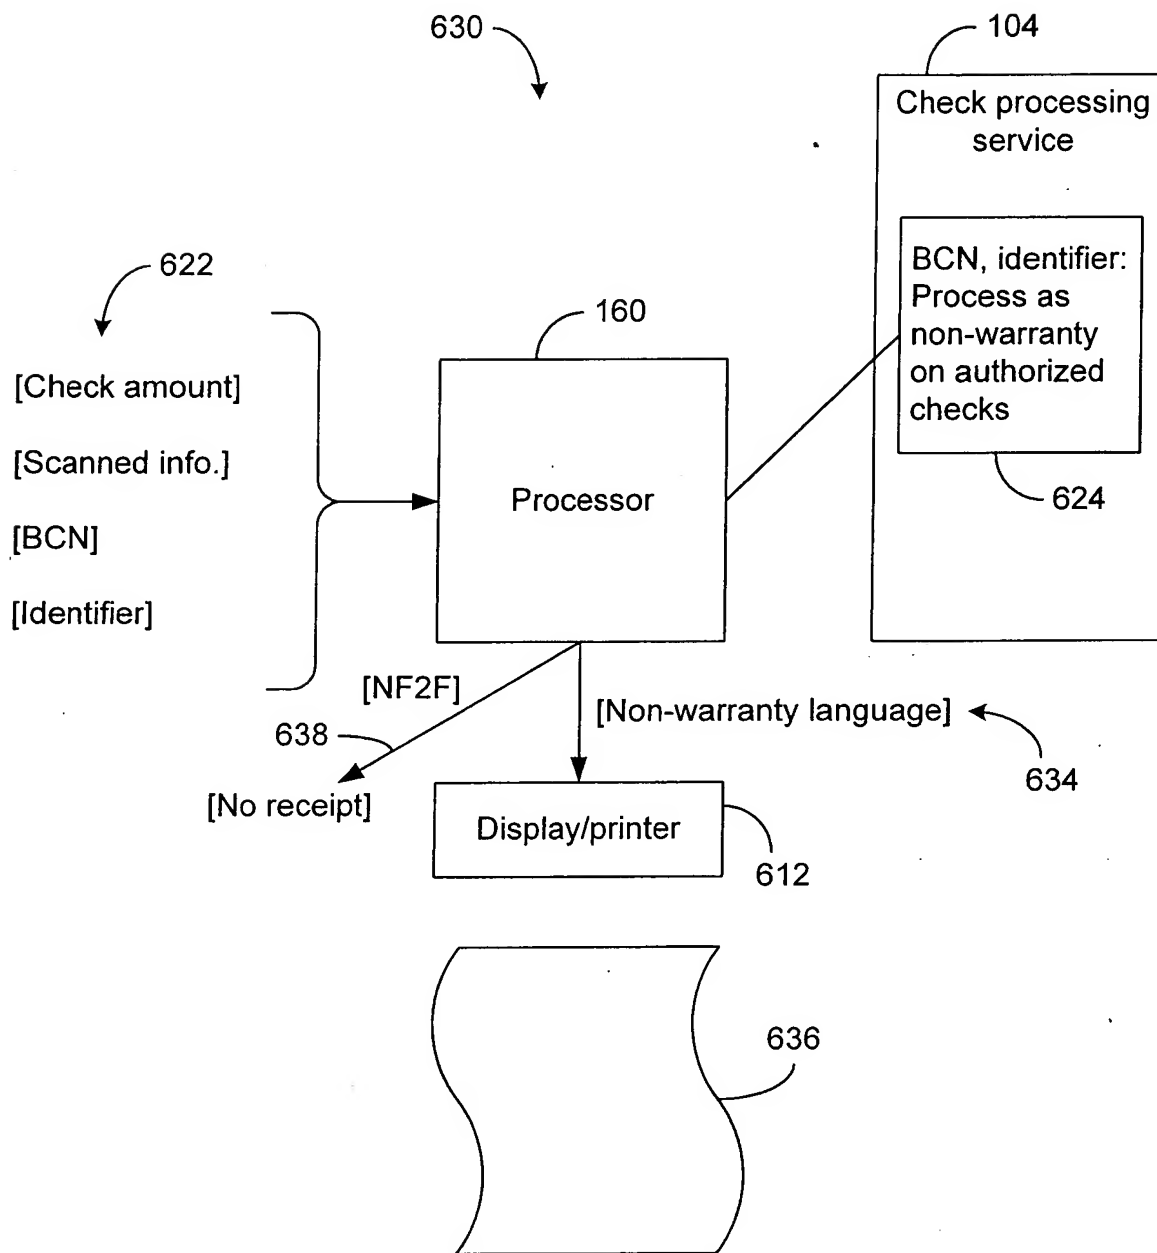 630
104
Check processing
service
622
BCN, identifier:
Process as
non-warranty
on authorized
checks
160
[Check amount]
[Scanned info.]
[BCN]
[Identifier]
Processor
624
[NF2F]
[Non-warranty language]
638
634
[No receipt]
Display/printer
612
636